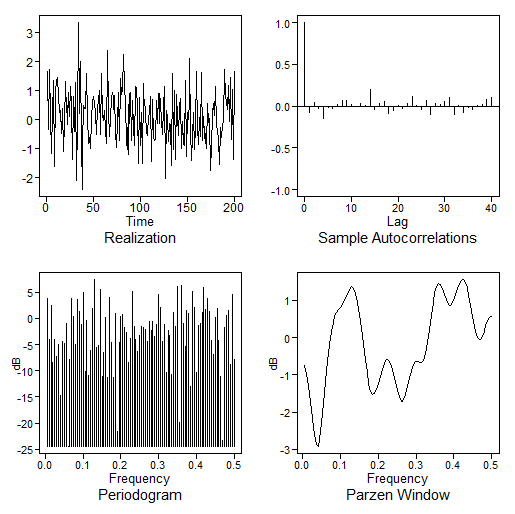 3
2
1
0
-1
-2
0 50 100 150 200
Time
Realization
1.0
0.5
0.0
-0.5
-1.0
0 10 20 30 40
Lag
Sample Autocorrelations
dB
5
0
-5
-10
-15
-20
-25
0.0 0.1 0.2 0.3 0.4 0.5
Frequency
Periodogram
dB
1
0
-1
-2
-3
0.0 0.1 0.2 0.3 0.4 0.5
Frequency
Parzen Window